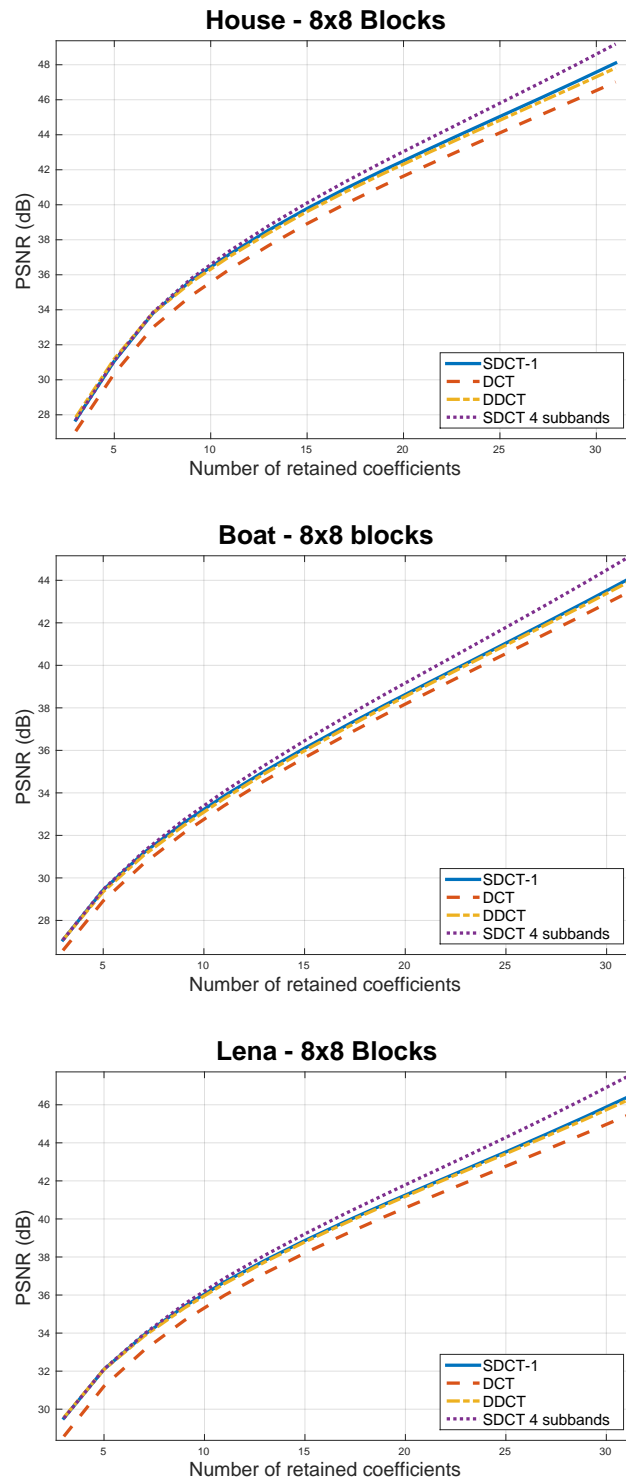 House - 8x8 Blocks
PSNR (dB)
48
46
44
42
40
38
36
34
32
30
28
SDCT-1
DCT
DDCT
SDCT 4 subbands
5 10 15 20 25 30
Number of retained coefficients
Boat - 8x8 blocks
PSNR (dB)
44
42
40
38
36
34
32
30
28
SDCT-1
DCT
DDCT
SDCT 4 subbands
5 10 15 20 25 30
Number of retained coefficients
Lena - 8x8 Blocks
PSNR (dB)
46
44
42
40
38
36
34
32
30
SDCT-1
DCT
DDCT
SDCT 4 subbands
5 10 15 20 25 30
Number of retained coefficients